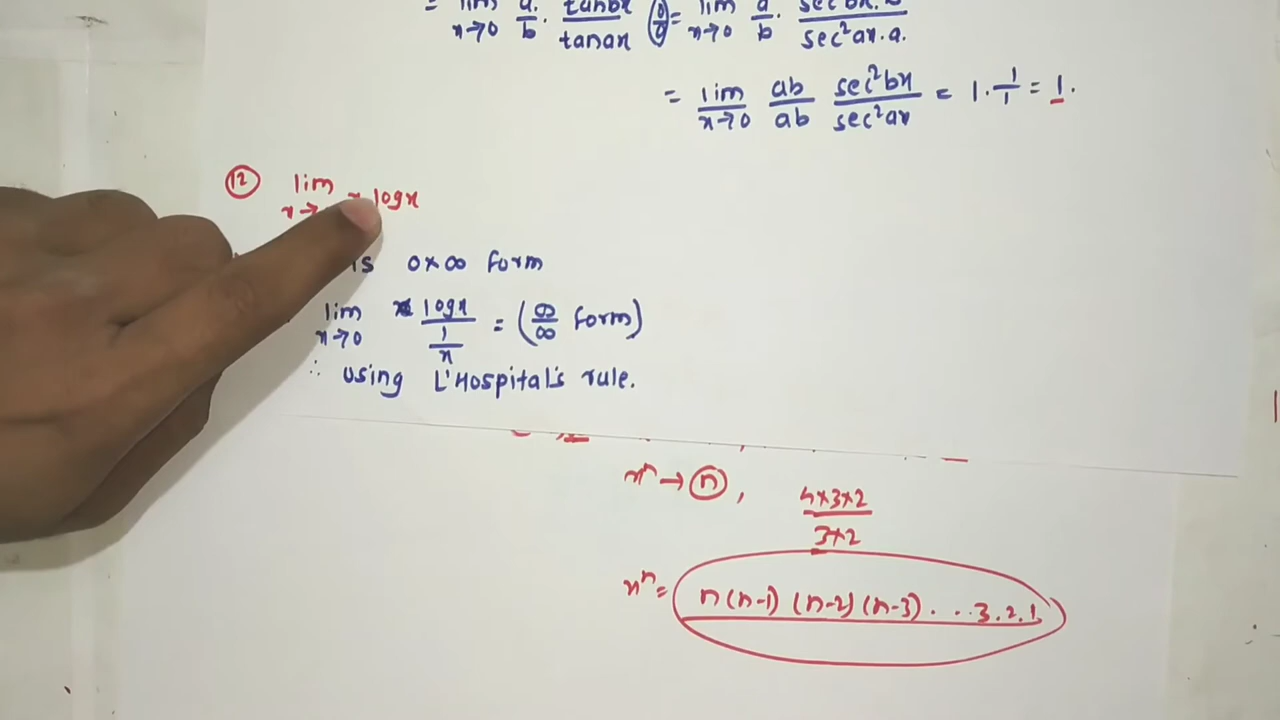 = lim x→0 a/b · tanbx/tanax (0/0) = lim x→0 a/b · sec²bx·b/sec²ax·a.
= lim x→0 ab/ab sec²bx/sec²ax = 1·1/1 = 1.
(12) lim x→ x logx
is 0×∞ form
lim x→0 logx/(1/x) = (∞/∞ form)
∴ using L'Hospital's rule.
xⁿ → (n), 4×3×2/3×2
xⁿ = n(n-1) (n-2) (n-3) . . . 3.2.1